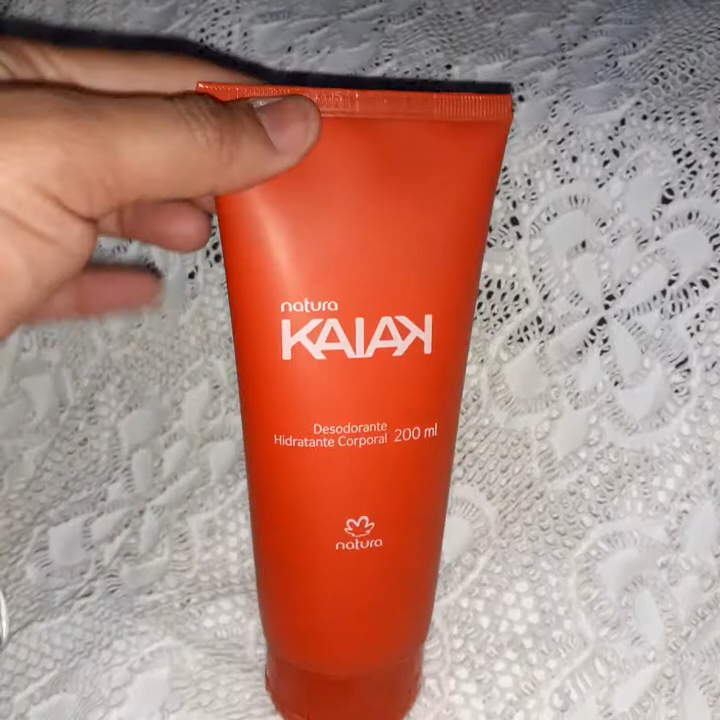 natura
KAIAK
Desodorante
Hidratante Corporal 200 ml
natura